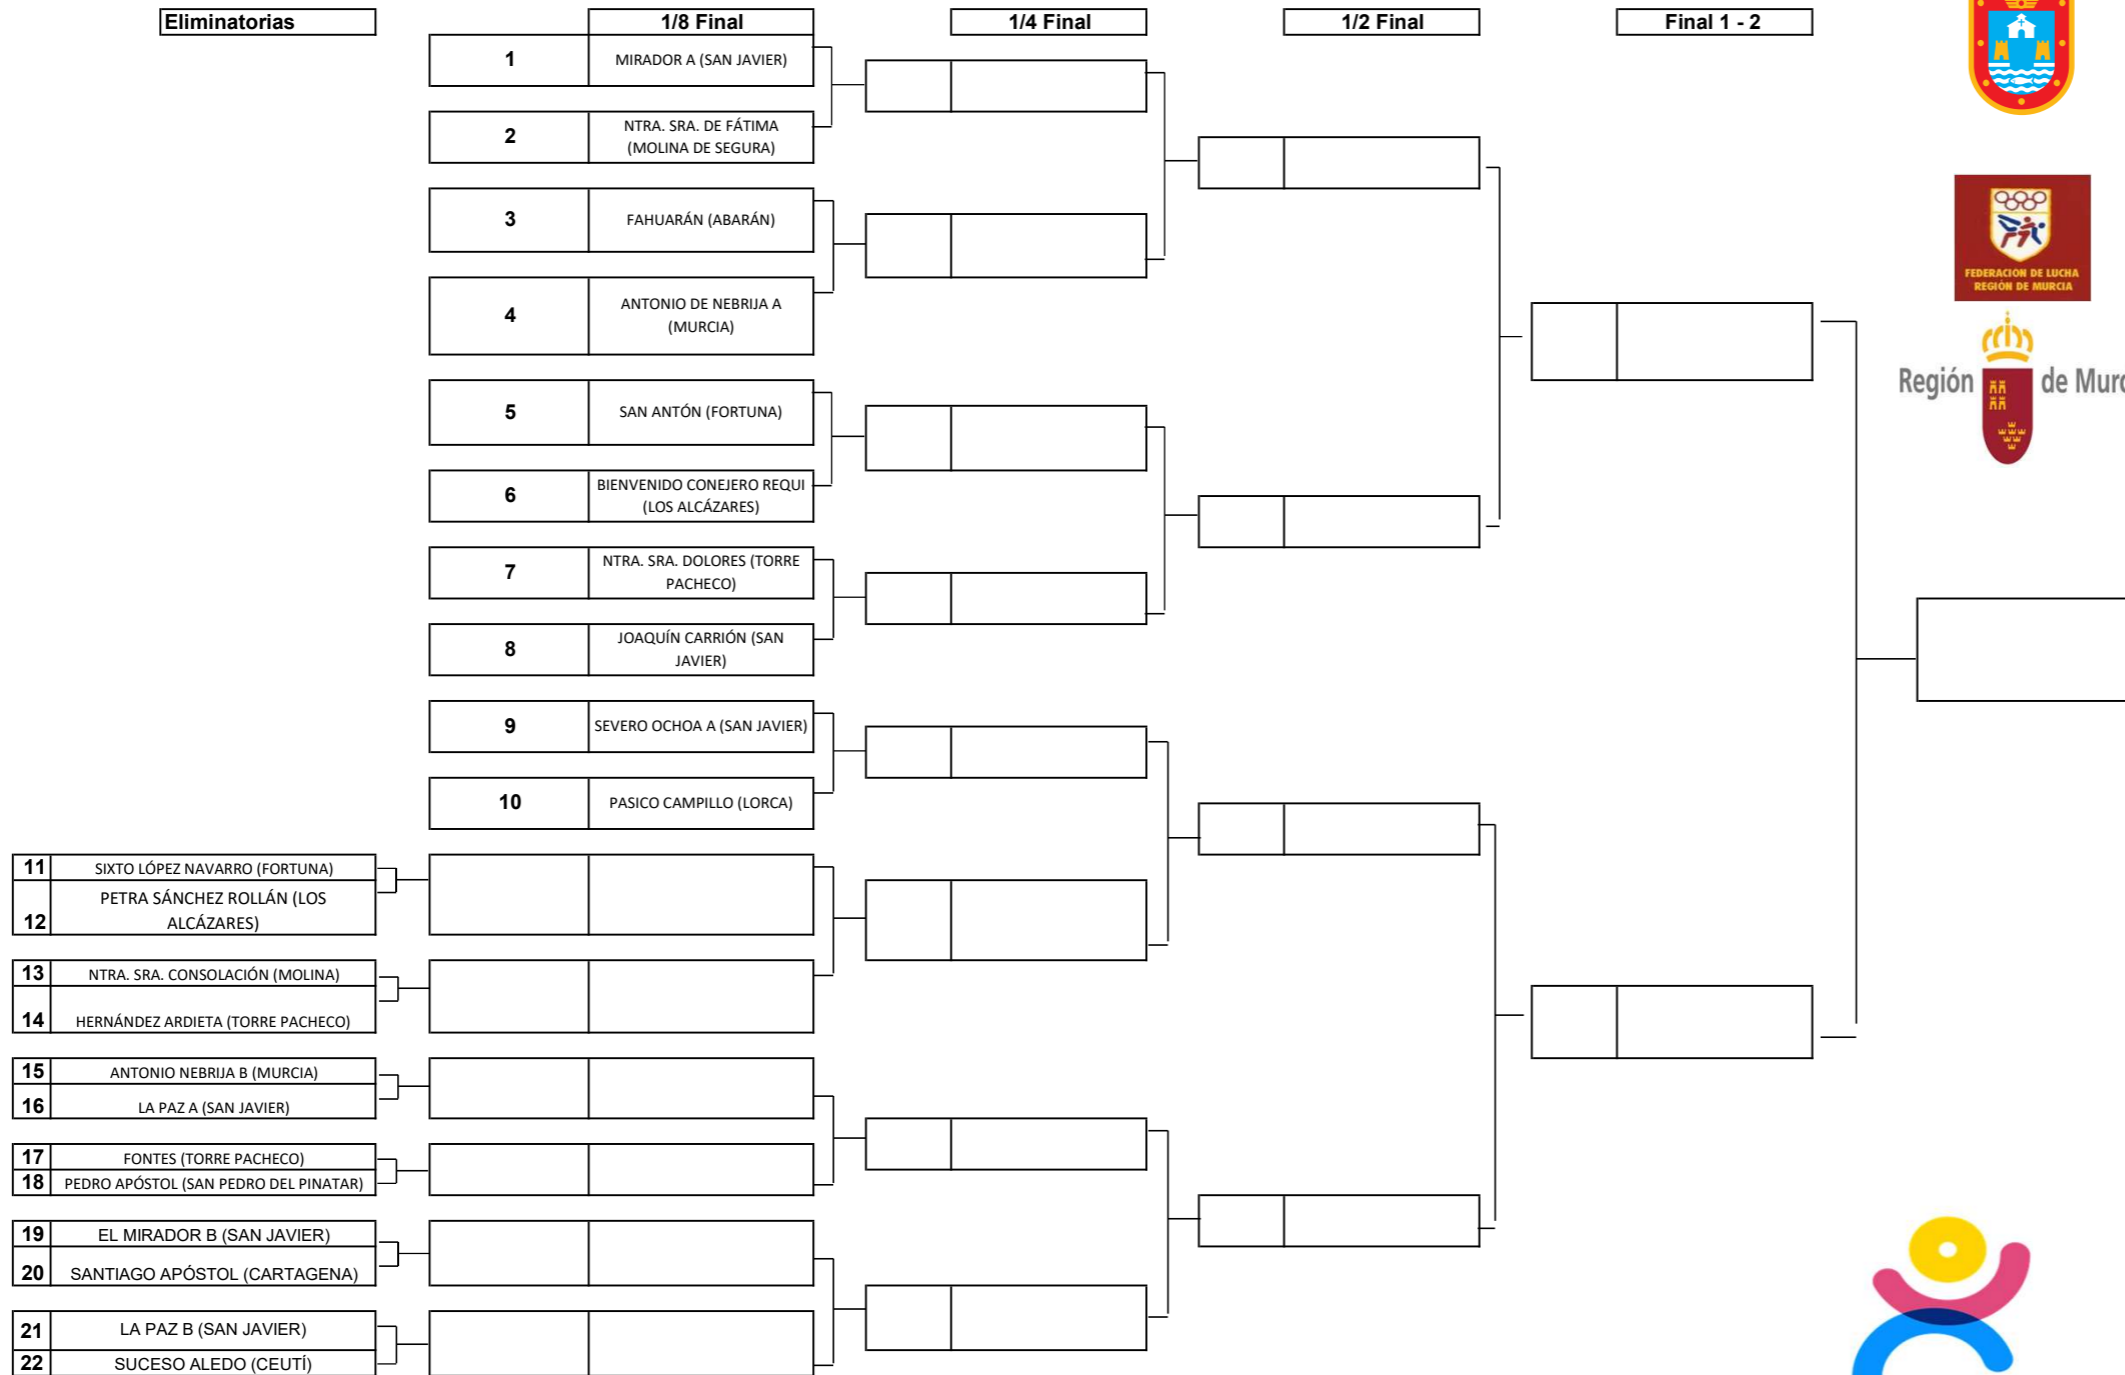 Eliminatorias
1/8 Final
1/4 Final
1/2 Final
Final 1 - 2
1
MIRADOR A (SAN JAVIER)
2
NTRA. SRA. DE FÁTIMA
(MOLINA DE SEGURA)
3
FAHUARÁN (ABARÁN)
4
ANTONIO DE NEBRIJA A
(MURCIA)
5
SAN ANTÓN (FORTUNA)
6
BIENVENIDO CONEJERO REQUI
(LOS ALCÁZARES)
7
NTRA. SRA. DOLORES (TORRE
PACHECO)
8
JOAQUÍN CARRIÓN (SAN
JAVIER)
9
SEVERO OCHOA A (SAN JAVIER)
10
PASICO CAMPILLO (LORCA)
11
SIXTO LÓPEZ NAVARRO (FORTUNA)
12
PETRA SÁNCHEZ ROLLÁN (LOS
ALCÁZARES)
13
NTRA. SRA. CONSOLACIÓN (MOLINA)
14
HERNÁNDEZ ARDIETA (TORRE PACHECO)
15
ANTONIO NEBRIJA B (MURCIA)
16
LA PAZ A (SAN JAVIER)
17
FONTES (TORRE PACHECO)
18
PEDRO APÓSTOL (SAN PEDRO DEL PINATAR)
19
EL MIRADOR B (SAN JAVIER)
20
SANTIAGO APÓSTOL (CARTAGENA)
21
LA PAZ B (SAN JAVIER)
22
SUCESO ALEDO (CEUTÍ)
FEDERACION DE LUCHA
REGIÓN DE MURCIA
Región de Murc